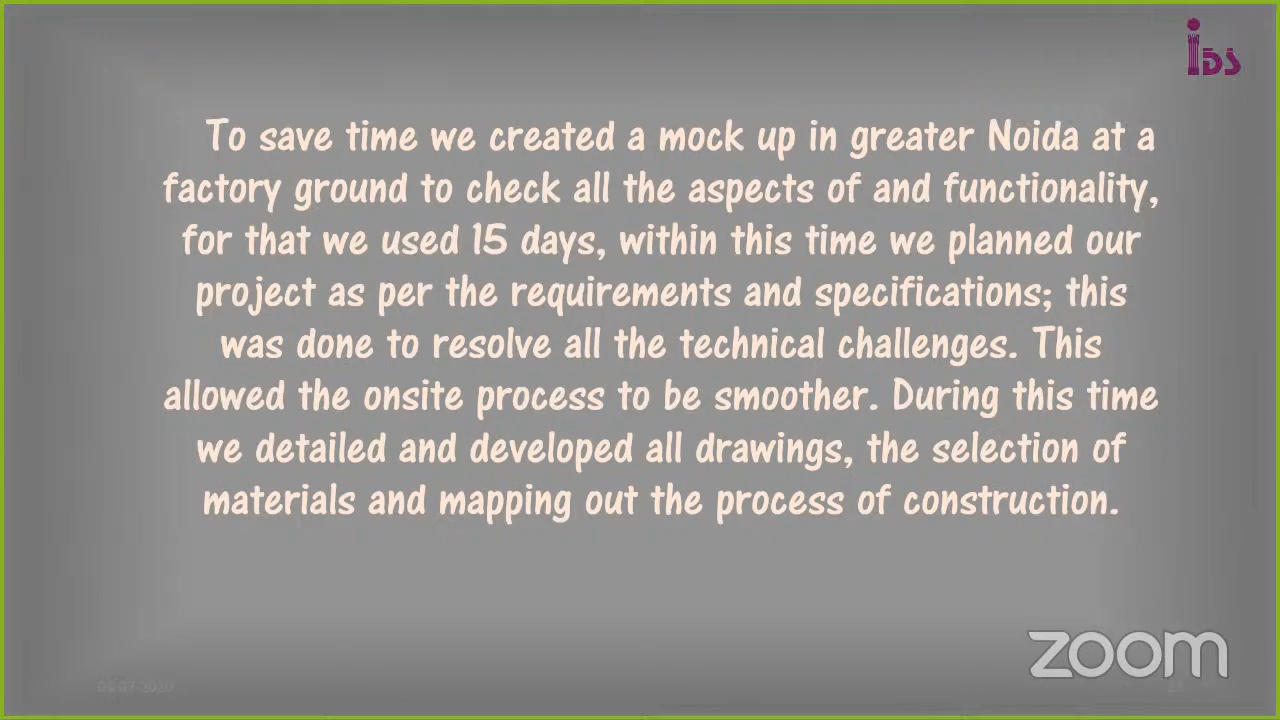 iDS
To save time we created a mock up in greater Noida at a
factory ground to check all the aspects of and functionality,
for that we used 15 days, within this time we planned our
project as per the requirements and specifications; this
was done to resolve all the technical challenges. This
allowed the onsite process to be smoother. During this time
we detailed and developed all drawings, the selection of
materials and mapping out the process of construction.
zoom